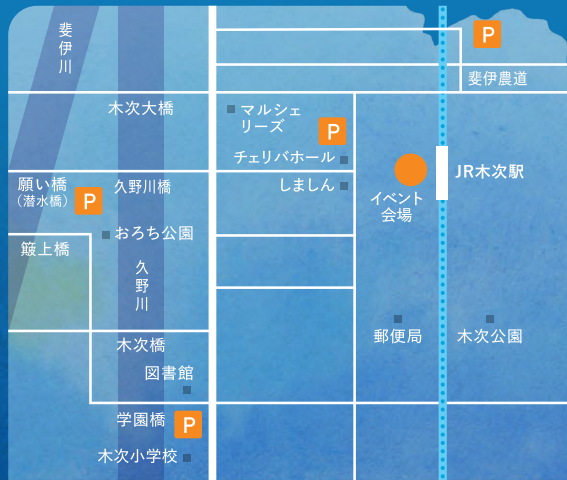 斐伊川
P
斐伊農道
木次大橋
マルシェ
リーズ
P
チェリバホール
しましん
JR木次駅
イベント
会場
願い橋
（潜水橋）
P
久野川橋
おろち公園
簸上橋
久野川
木次橋
郵便局
木次公園
図書館
学園橋
P
木次小学校